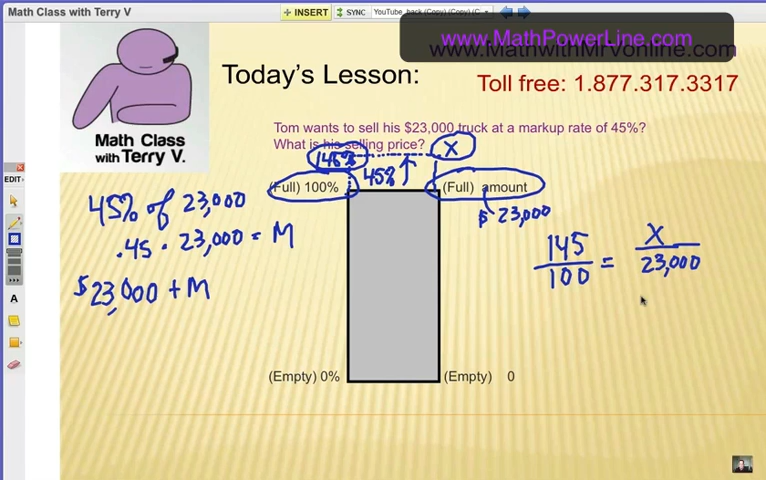 Math Class with Terry V
INSERT
SYNC
YouTube_back (Copy) (Copy) (C
www.MathPowerLine.com
www.MathwithMrVonline.com
Today's Lesson:
Toll free: 1.877.317.3317
Math Class
with Terry V.
Tom wants to sell his $23,000 truck at a markup rate of 45%?
What is his selling price?
145%
X
EDIT
(Full) 100%
45%
(Full) amount
$ 23,000
45% of 23,000
.45 · 23,000 = M
$23,000 + M
145
100
=
X
23,000
A
(Empty) 0%
(Empty) 0